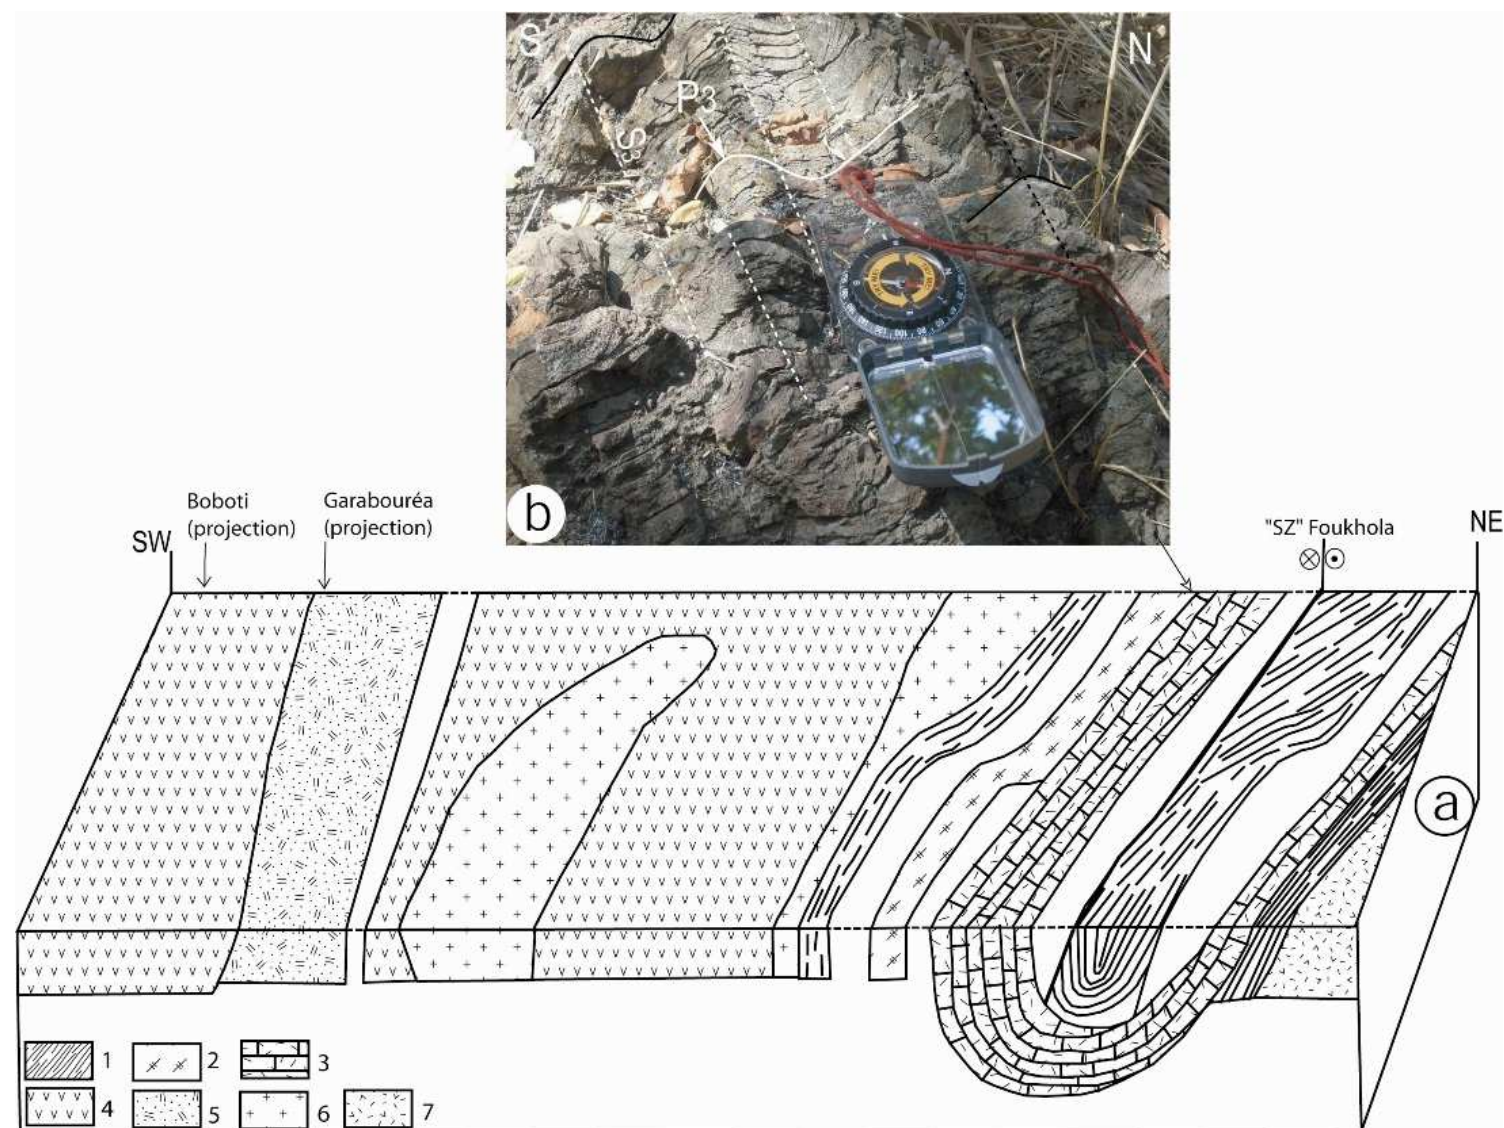 S
N
P3
S3
b
Boboti
(projection)
Garabouréa
(projection)
SW
"SZ" Foukhola
NE
a
1
2
3
4
5
6
7